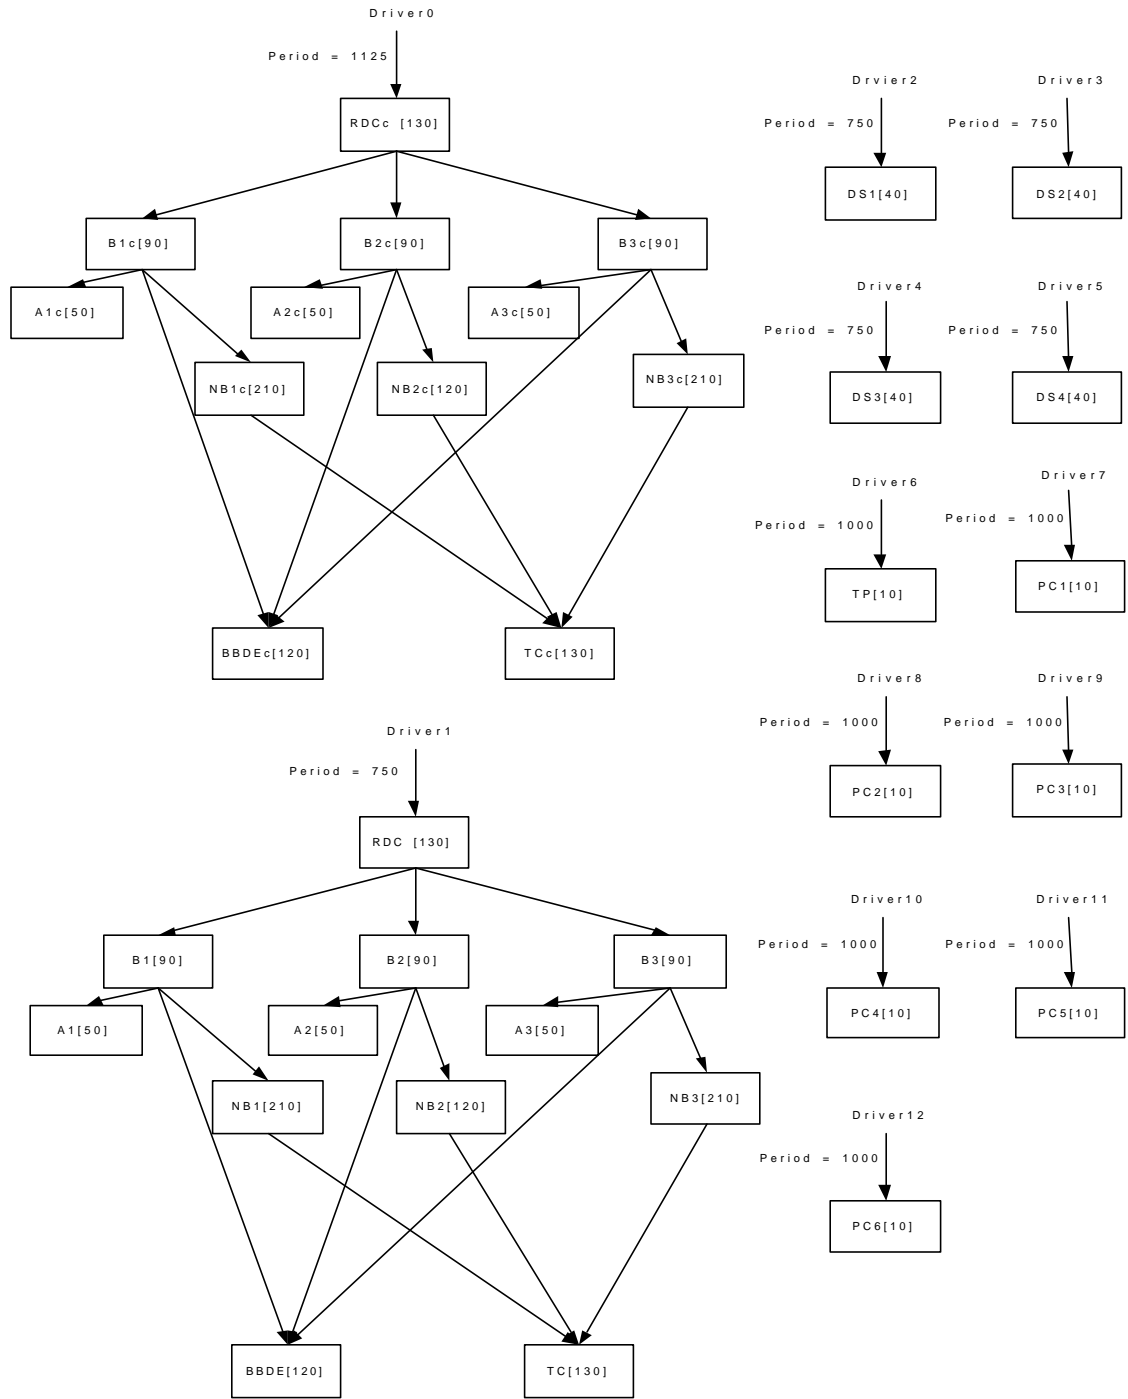 Driver0
Period = 1125
RDCc [130]
B1c[90]
B2c[90]
B3c[90]
A1c[50]
A2c[50]
A3c[50]
NB1c[210]
NB2c[120]
NB3c[210]
BBDEc[120]
TCc[130]
Driver1
Period = 750
RDC [130]
B1[90]
B2[90]
B3[90]
A1[50]
A2[50]
A3[50]
NB1[210]
NB2[120]
NB3[210]
BBDE[120]
TC[130]
Drvier2
Period = 750
DS1[40]
Driver3
Period = 750
DS2[40]
Driver4
Period = 750
DS3[40]
Driver5
Period = 750
DS4[40]
Driver6
Period = 1000
TP[10]
Driver7
Period = 1000
PC1[10]
Driver8
Period = 1000
PC2[10]
Driver9
Period = 1000
PC3[10]
Driver10
Period = 1000
PC4[10]
Driver11
Period = 1000
PC5[10]
Driver12
Period = 1000
PC6[10]